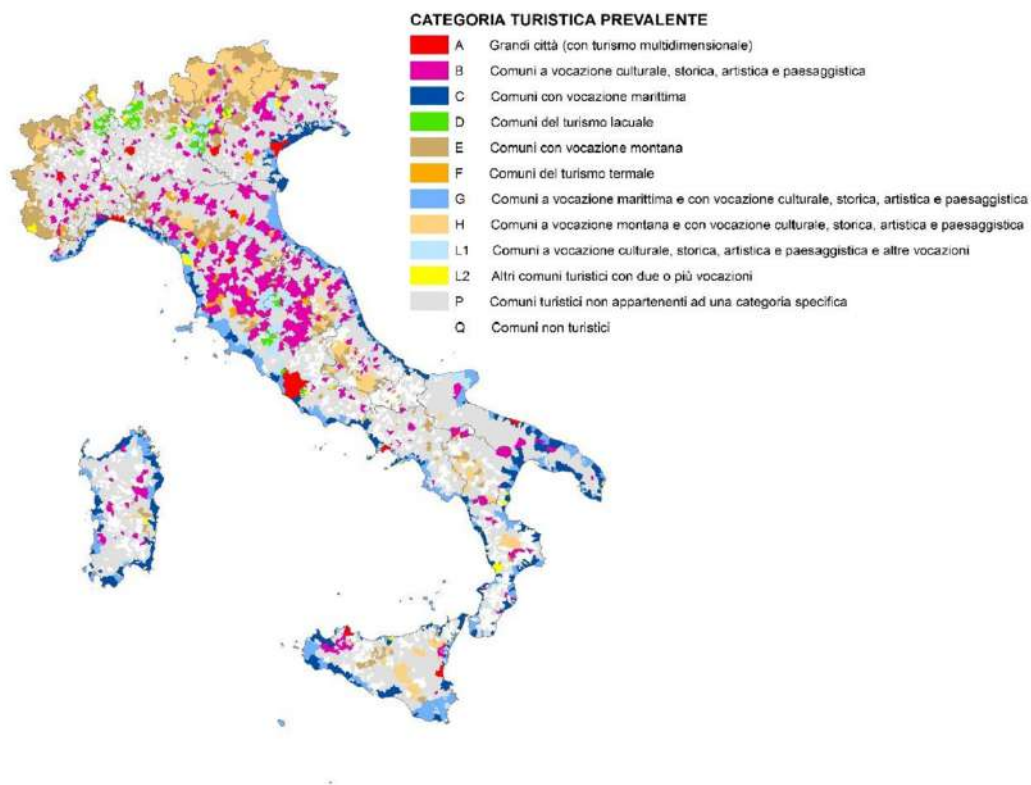 CATEGORIA TURISTICA PREVALENTE
A Grandi città (con turismo multidimensionale)
B Comuni a vocazione culturale, storica, artistica e paesaggistica
C Comuni con vocazione marittima
D Comuni del turismo lacuale
E Comuni con vocazione montana
F Comuni del turismo termale
G Comuni a vocazione marittima e con vocazione culturale, storica, artistica e paesaggistica
H Comuni a vocazione montana e con vocazione culturale, storica, artistica e paesaggistica
L1 Comuni a vocazione culturale, storica, artistica e paesaggistica e altre vocazioni
L2 Altri comuni turistici con due o più vocazioni
P Comuni turistici non appartenenti ad una categoria specifica
Q Comuni non turistici